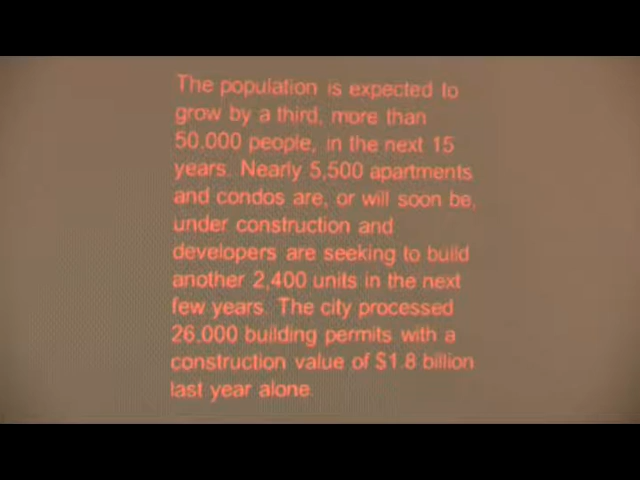 The population is expected to
grow by a third, more than
50,000 people, in the next 15
years. Nearly 5,500 apartments
and condos are, or will soon be,
under construction and
developers are seeking to build
another 2,400 units in the next
few years. The city processed
26,000 building permits with a
construction value of $1.8 billion
last year alone.